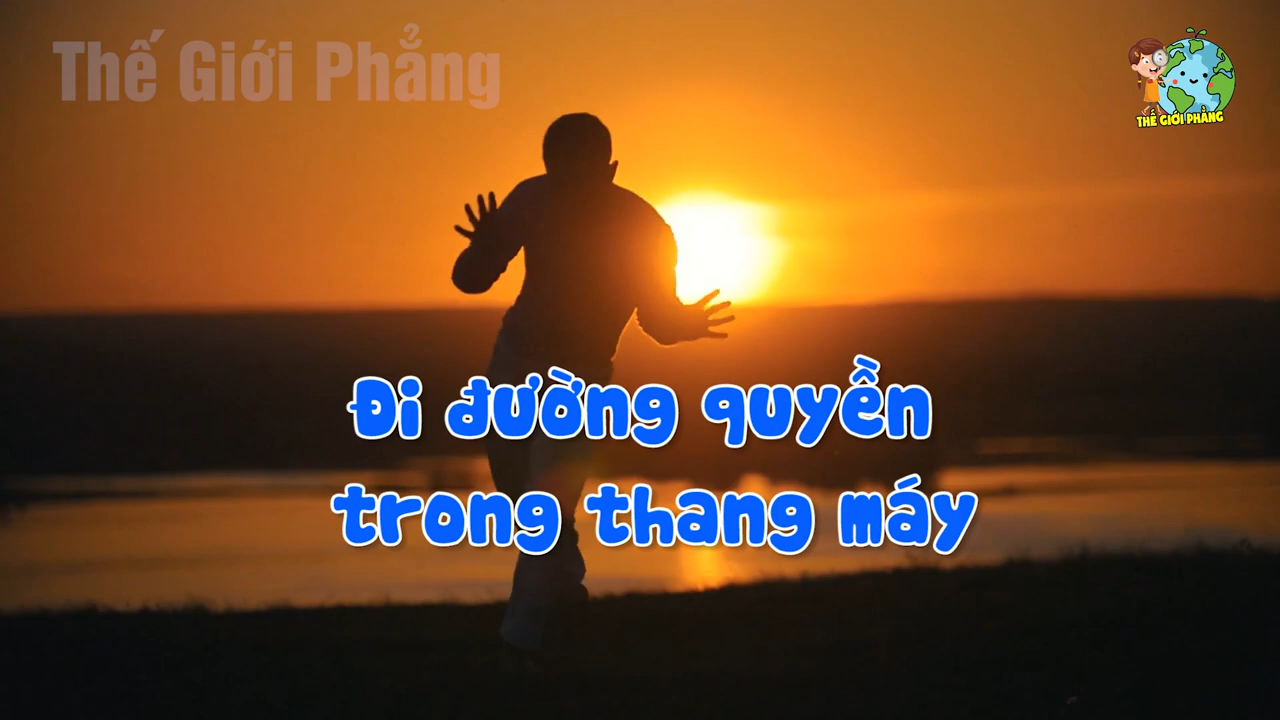 Thế Giới Phẳng
THẾ GIỚI PHẲNG
Đi đường quyền
trong thang máy